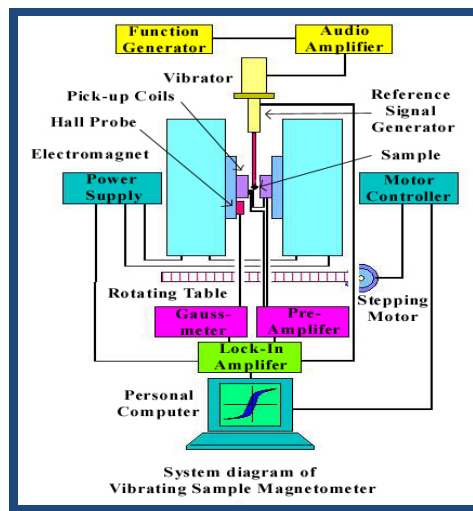 Function
Generator
Audio
Amplifier
Vibrator
Pick-up Coils
Hall Probe
Electromagnet
Reference
Signal
Generator
Sample
Power
Supply
Motor
Controller
Rotating Table
Stepping
Motor
Gauss-
meter
Pre-
Amplifer
Lock-In
Amplifer
Personal
Computer
System diagram of
Vibrating Sample Magnetometer